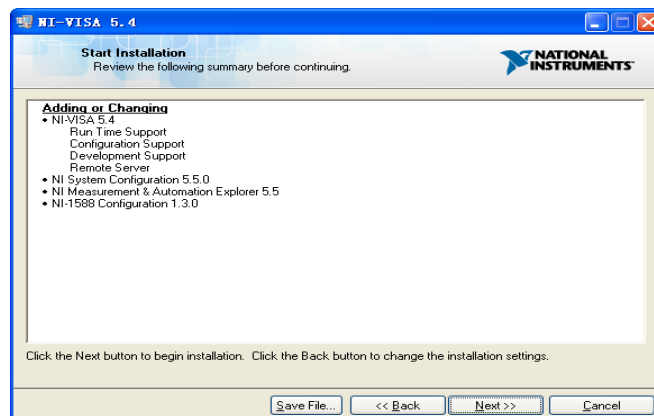 NI-VISA 5.4
Start Installation
Review the following summary before continuing.
NATIONAL
INSTRUMENTS
Adding or Changing
• NI-VISA 5.4
Run Time Support
Configuration Support
Development Support
Remote Server
• NI System Configuration 5.5.0
• NI Measurement & Automation Explorer 5.5
• NI-1588 Configuration 1.3.0
Click the Next button to begin installation. Click the Back button to change the installation settings.
Save File... << Back Next >> Cancel